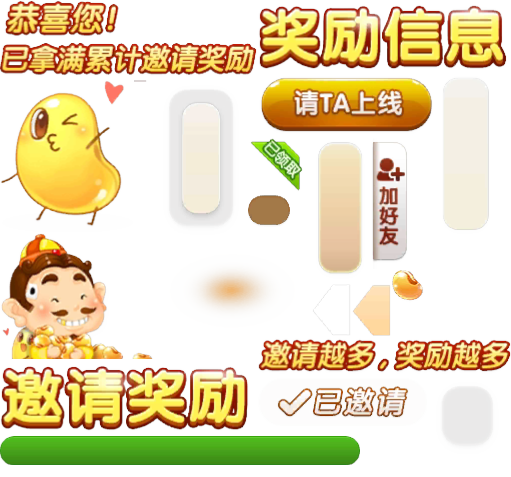 恭喜您!
已拿满累计邀请奖励
奖励信息
请TA上线
已领取
加好友
邀请越多,奖励越多
邀请奖励
已邀请